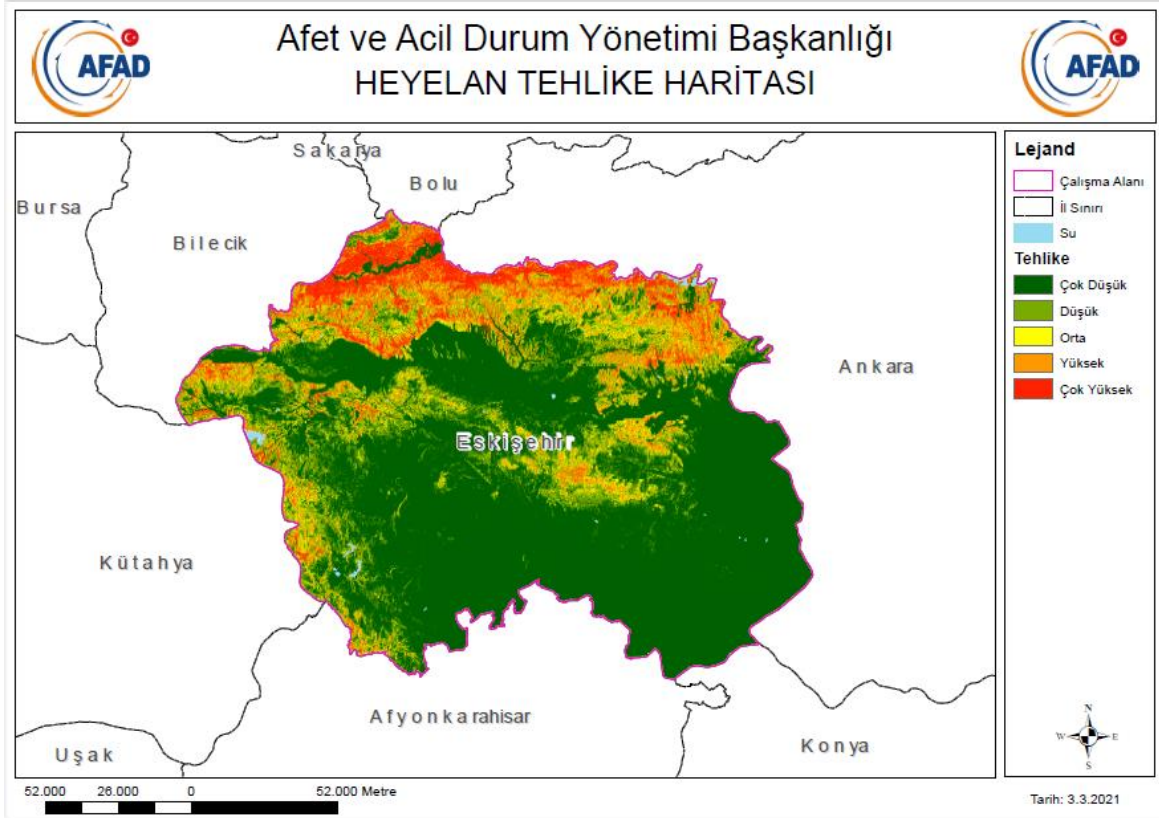 AFAD
Afet ve Acil Durum Yönetimi Başkanlığı
HEYELAN TEHLİKE HARİTASI
AFAD
Sakarya
Bolu
Bursa
Bilecik
Ankara
Eskişehir
Kütahya
Afyonkarahisar
Uşak
Konya
Lejand
Çalışma Alanı
İl Sınırı
Su
Tehlike
Çok Düşük
Düşük
Orta
Yüksek
Çok Yüksek
N
W E
S
52.000 26.000 0 52.000 Metre
Tarih: 3.3.2021